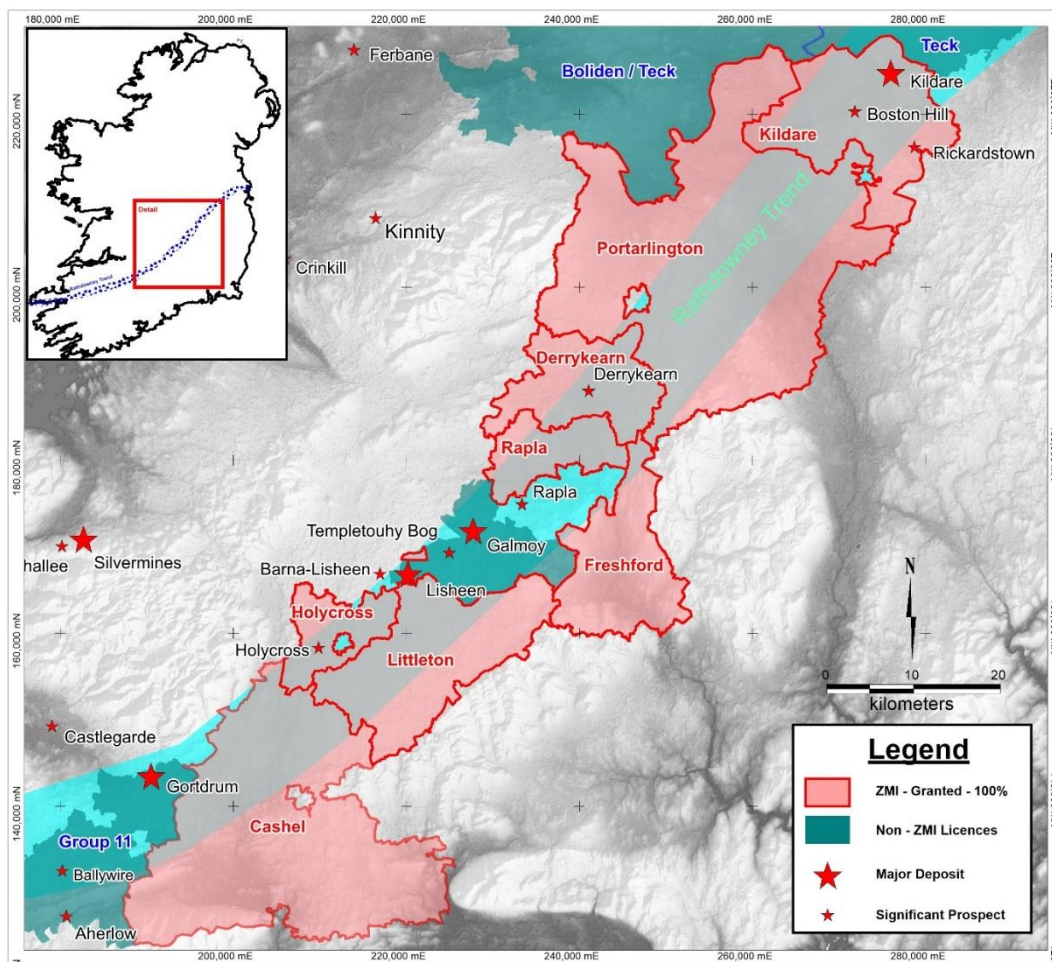 180,000 mE
200,000 mE
220,000 mE
240,000 mE
260,000 mE
280,000 mE
Detail
Rathdowney Trend
220,000 mN
200,000 mN
180,000 mN
160,000 mN
140,000 mN
Ferbane
Boliden / Teck
Teck
Kildare
Boston Hill
Kildare
Rickardstown
Kinnity
Crinkill
Portarlington
Rathdowney Trend
Derrykearn
Derrykearn
Rapla
Rapla
Templetouhy Bog
Galmoy
Silvermines
hallee
Barna-Lisheen
Lisheen
Freshford
Holycross
Holycross
Littleton
N
0 10 20
kilometers
Castlegarde
Gortdrum
Cashel
Group 11
Ballywire
Aherlow
Legend
ZMI - Granted - 100%
Non - ZMI Licences
Major Deposit
Significant Prospect
200,000 mE
220,000 mE
240,000 mE
260,000 mE
280,000 mE